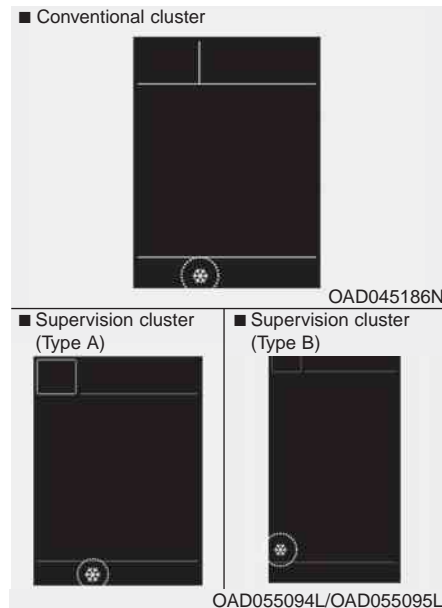 ■ Conventional cluster
OAD045186N
■ Supervision cluster
(Type A)
■ Supervision cluster
(Type B)
OAD055094L/OAD055095L